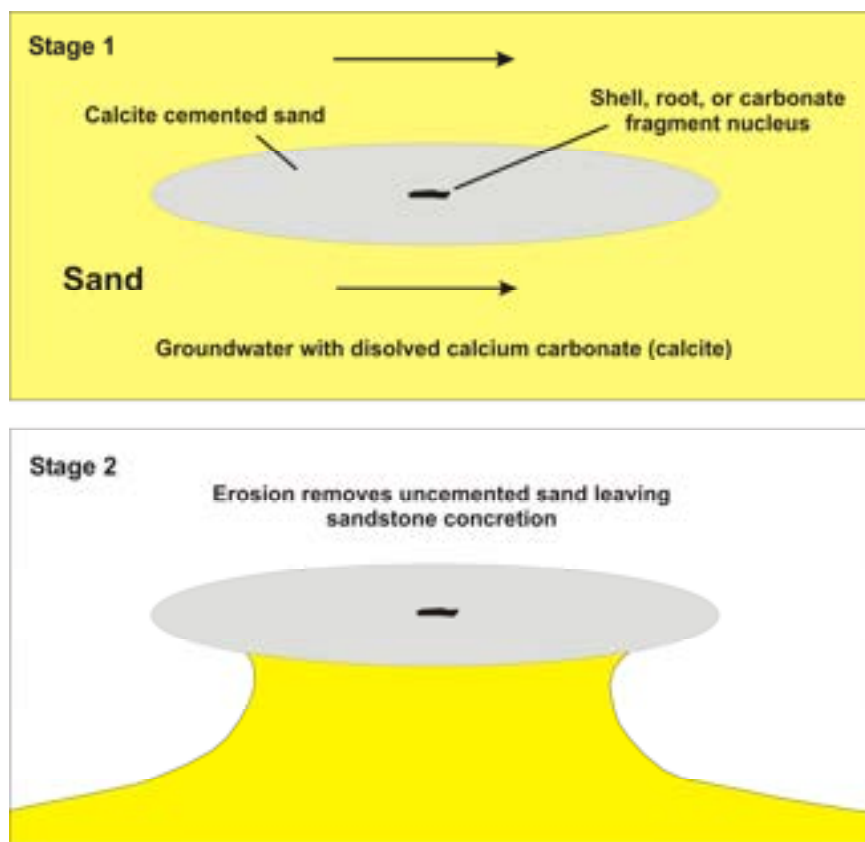 Stage 1
Calcite cemented sand
Shell, root, or carbonate
fragment nucleus
Sand
Groundwater with disolved calcium carbonate (calcite)
Stage 2
Erosion removes uncemented sand leaving
sandstone concretion